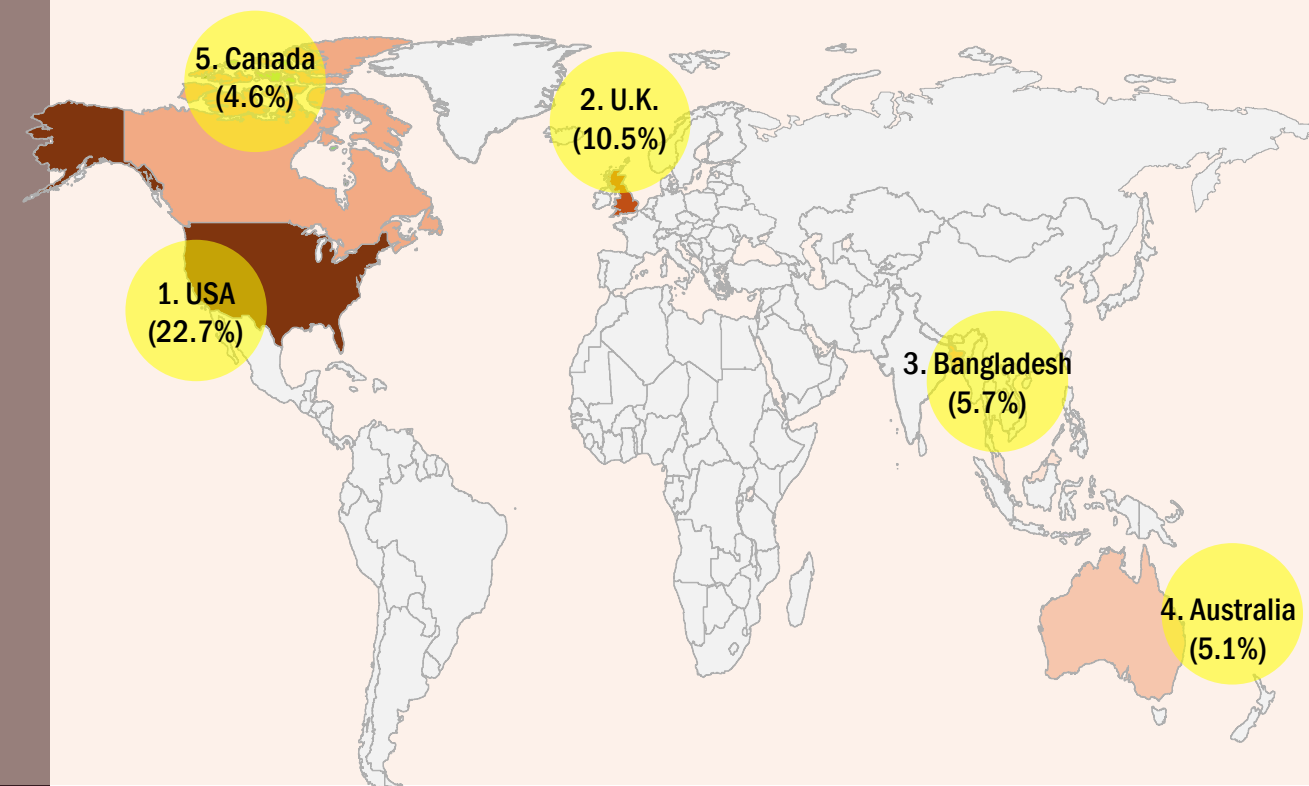 5. Canada
(4.6%)
2. U.K.
(10.5%)
1. USA
(22.7%)
3. Bangladesh
(5.7%)
4. Australia
(5.1%)